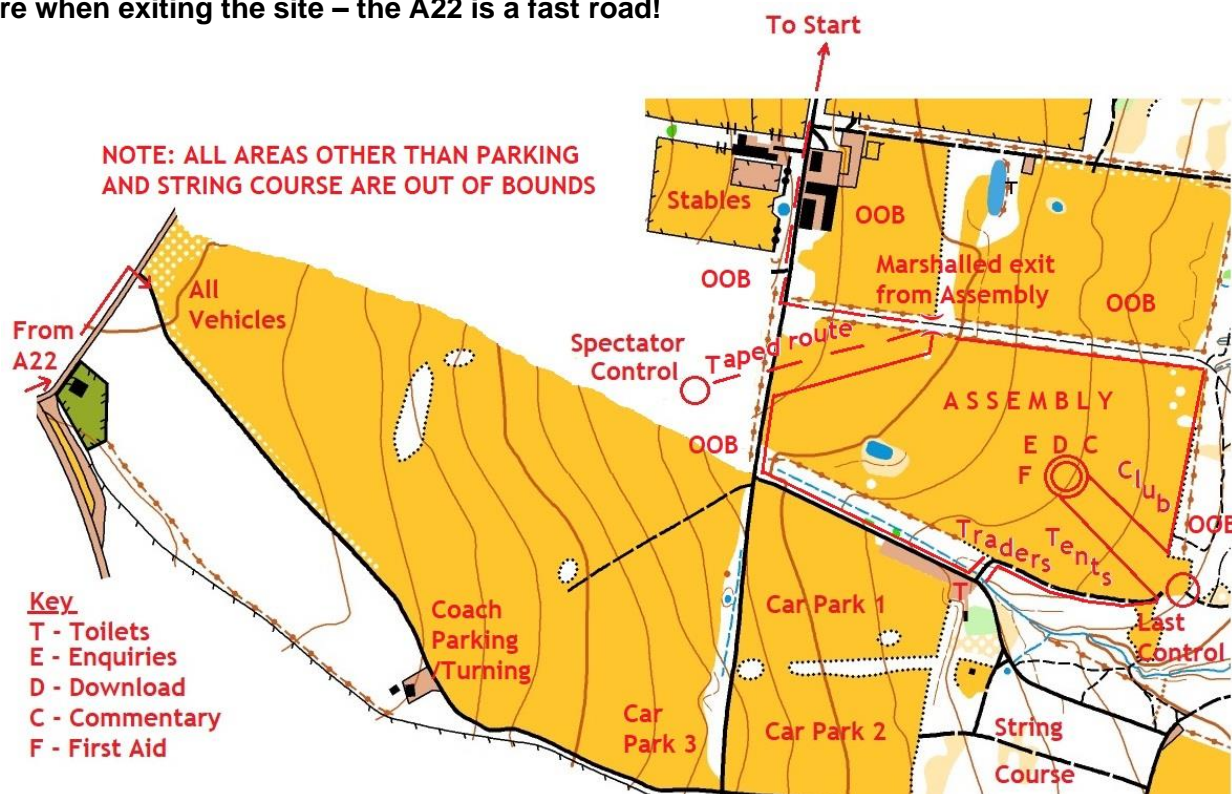 re when exiting the site – the A22 is a fast road!
To Start
NOTE: ALL AREAS OTHER THAN PARKING
AND STRING COURSE ARE OUT OF BOUNDS
Stables
OOB
OOB
Marshalled exit
from Assembly
OOB
All
Vehicles
From
A22
Spectator
Control
Taped route
ASSEMBLY
OOB
E D C
F
Club
OOB
Traders
Tents
T
Last
Control
Coach
Parking
/Turning
Car Park 1
Car
Park 3
Car Park 2
String
Course
Key
T - Toilets
E - Enquiries
D - Download
C - Commentary
F - First Aid